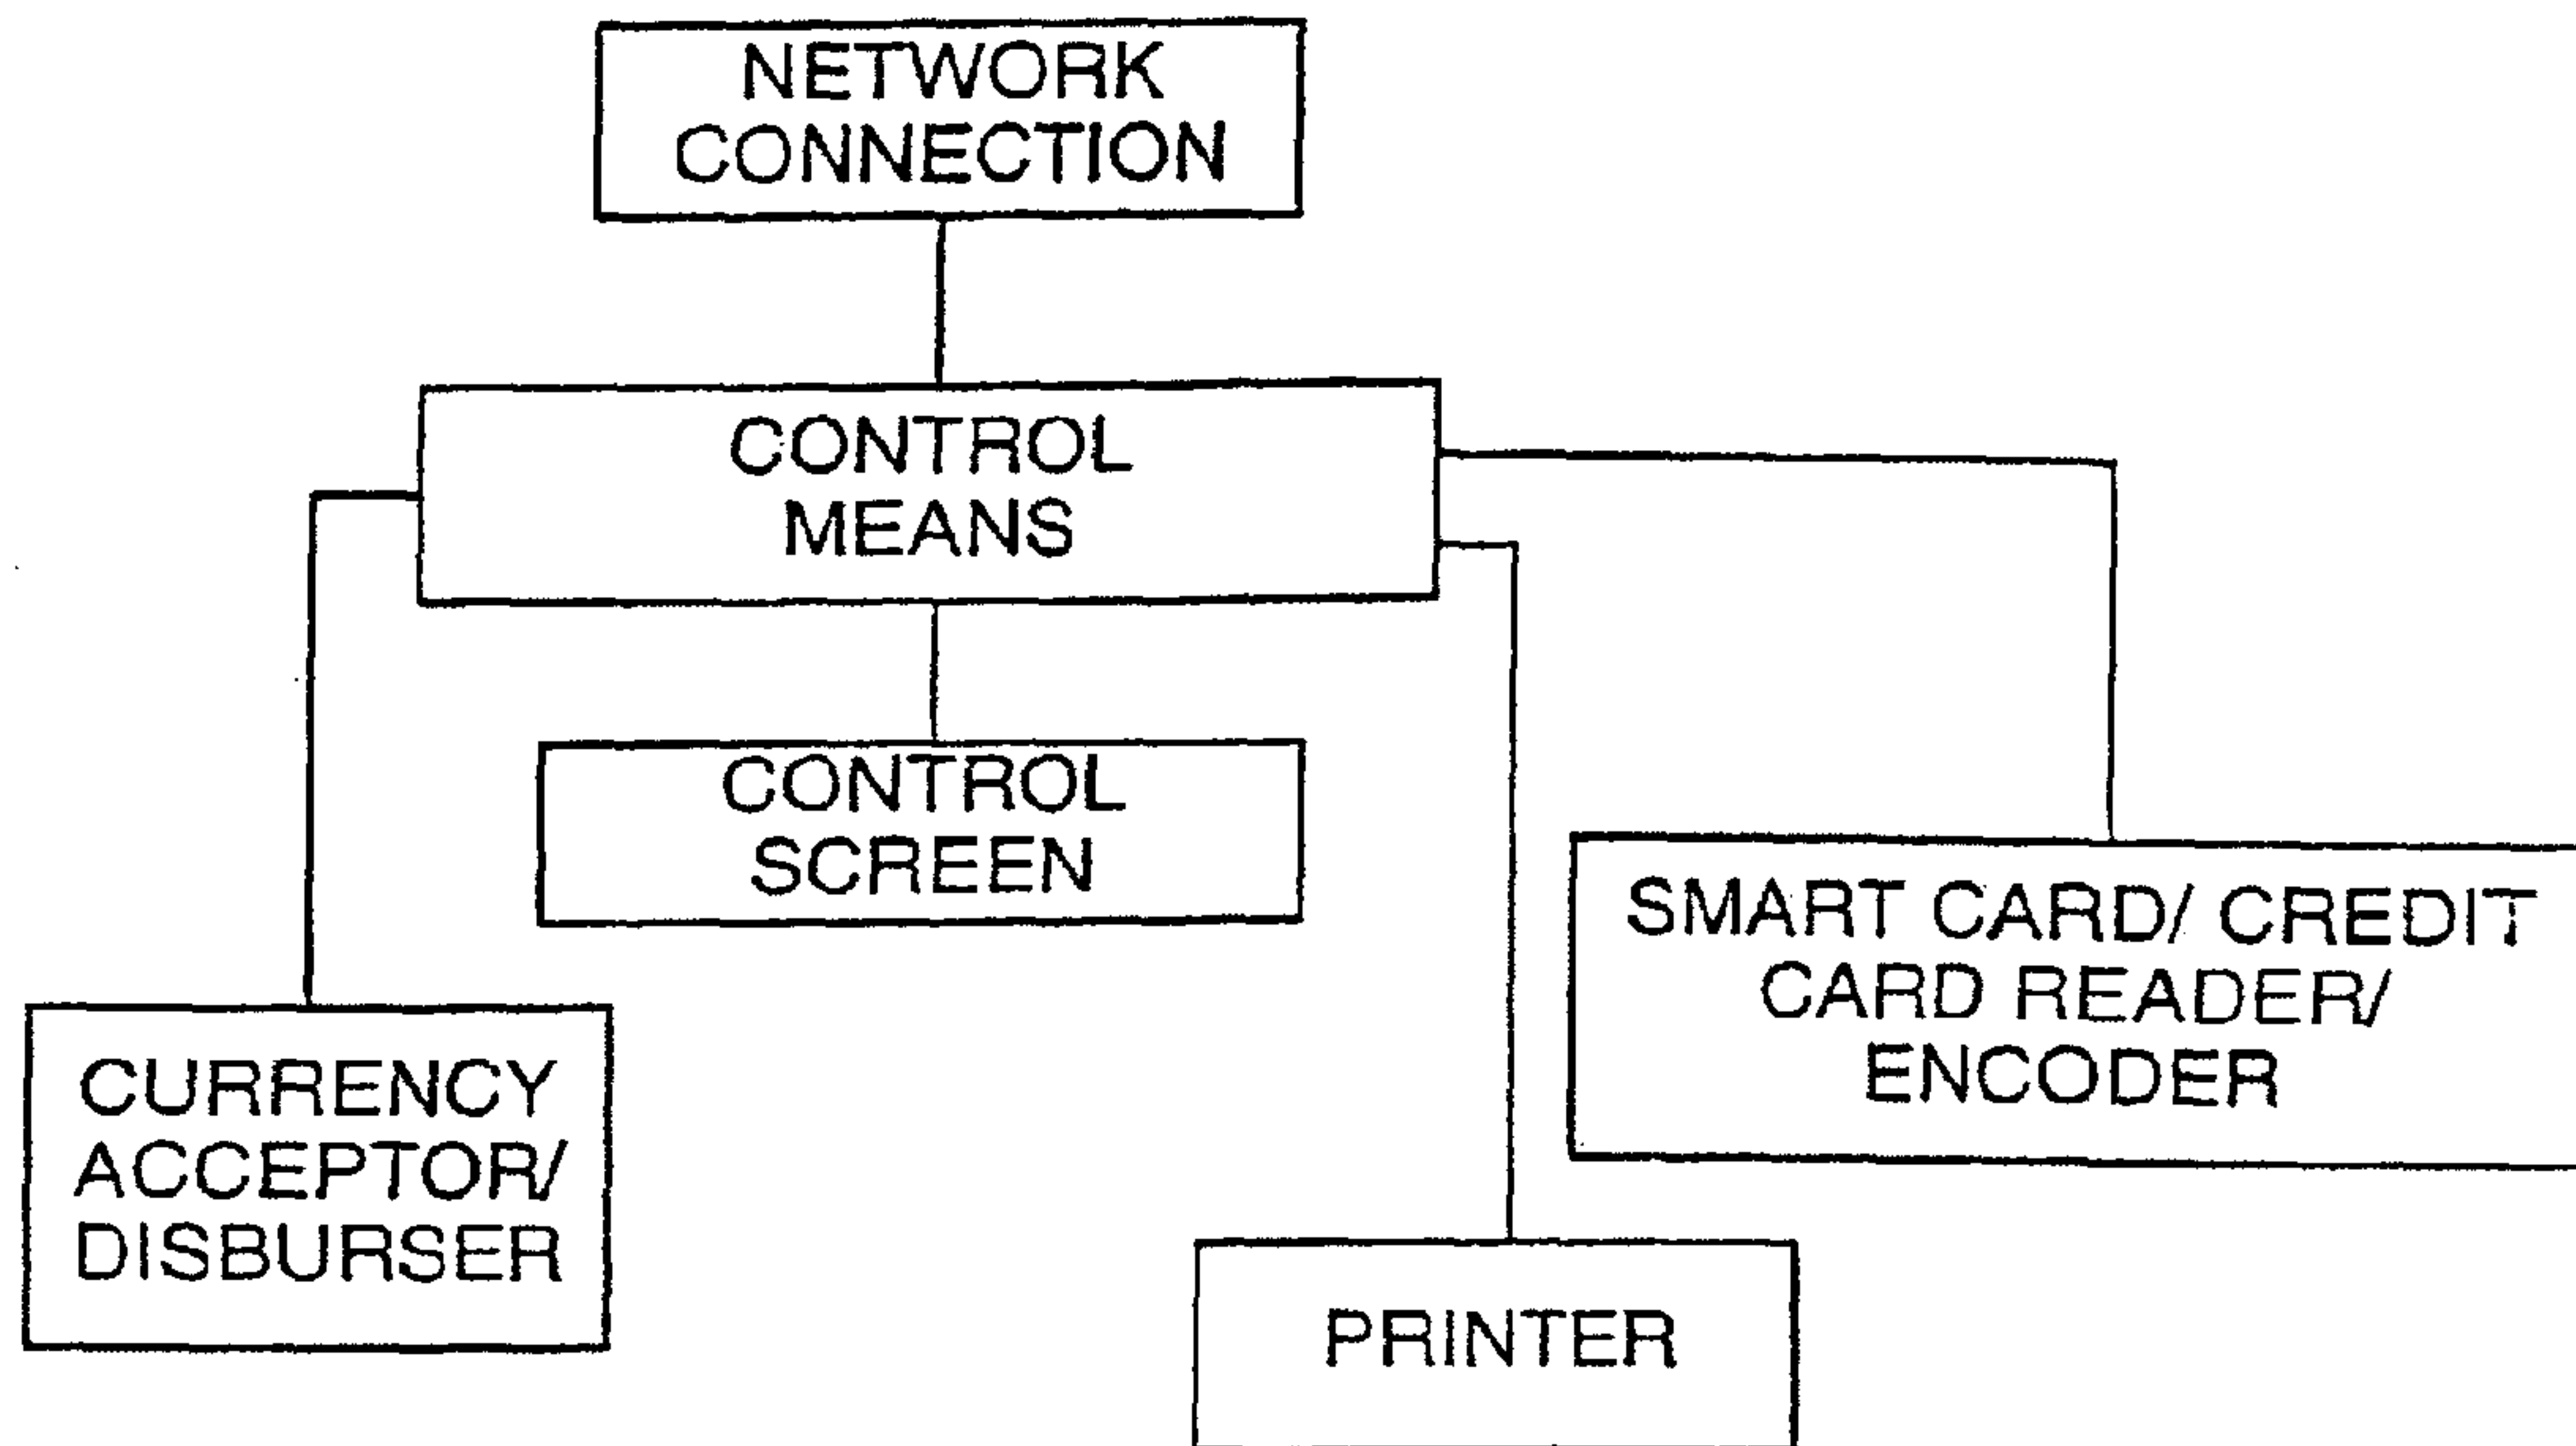 NETWORK
CONNECTION
CONTROL
MEANS
CONTROL
SCREEN
SMART CARD/ CREDIT
CARD READER/
ENCODER
CURRENCY
ACCEPTOR/
DISBURSER
PRINTER